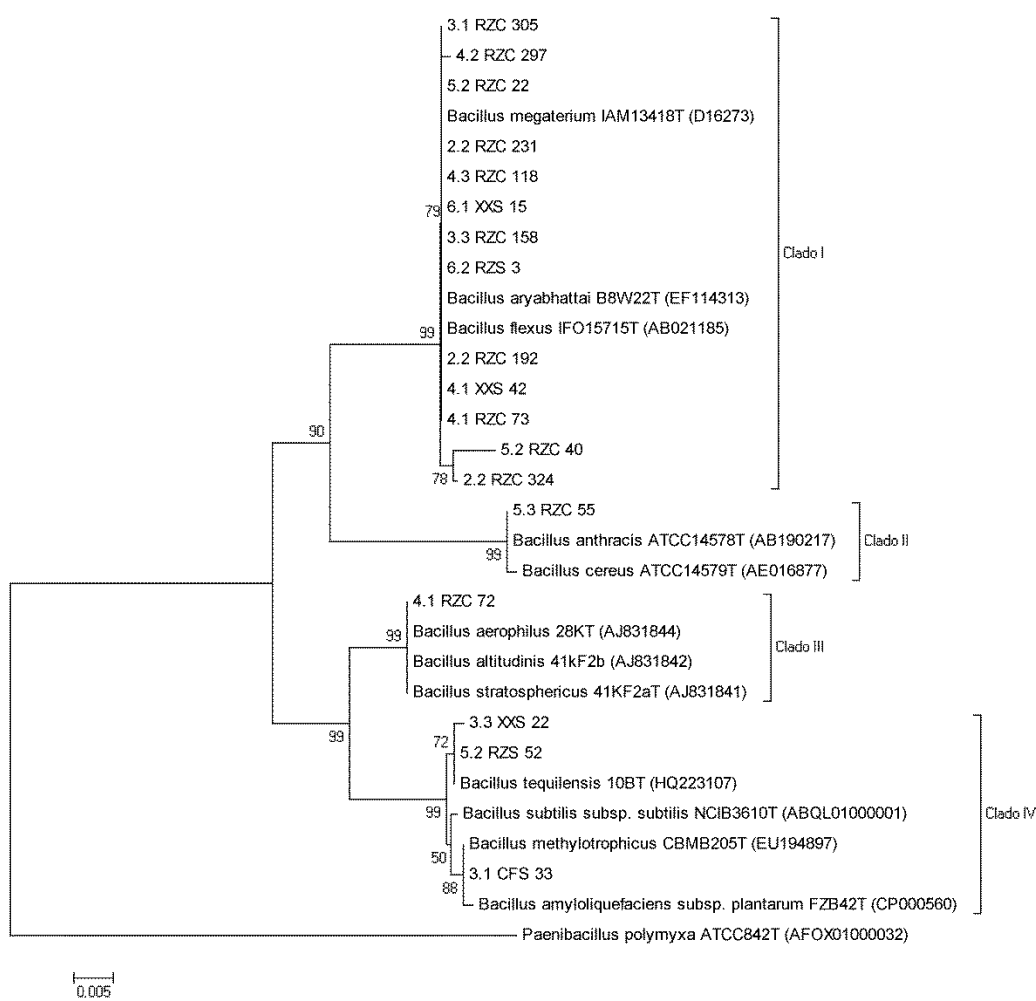 3.1 RZC 305
4.2 RZC 297
5.2 RZC 22
Bacillus megaterium IAM13418T (D16273)
2.2 RZC 231
4.3 RZC 118
79
6.1 XXS 15
3.3 RZC 158
Clado I
6.2 RZS 3
Bacillus aryabhattai B8W22T (EF114313)
99
Bacillus flexus IFO15715T (AB021185)
2.2 RZC 192
4.1 XXS 42
4.1 RZC 73
90
5.2 RZC 40
78
2.2 RZC 324
5.3 RZC 55
Bacillus anthracis ATCC14578T (AB190217)
Clado II
99
Bacillus cereus ATCC14579T (AE016877)
4.1 RZC 72
99
Bacillus aerophilus 28KT (AJ831844)
Clado III
Bacillus altitudinis 41kF2b (AJ831842)
Bacillus stratosphericus 41KF2aT (AJ831841)
99
3.3 XXS 22
72
5.2 RZS 52
Bacillus tequilensis 10BT (HQ223107)
99
Bacillus subtilis subsp. subtilis NCIB3610T (ABQL01000001)
Clado IV
Bacillus methylotrophicus CBMB205T (EU194897)
50
3.1 CFS 33
88
Bacillus amyloliquefaciens subsp. plantarum FZB42T (CP000560)
Paenibacillus polymyxa ATCC842T (AFOX01000032)
0.005